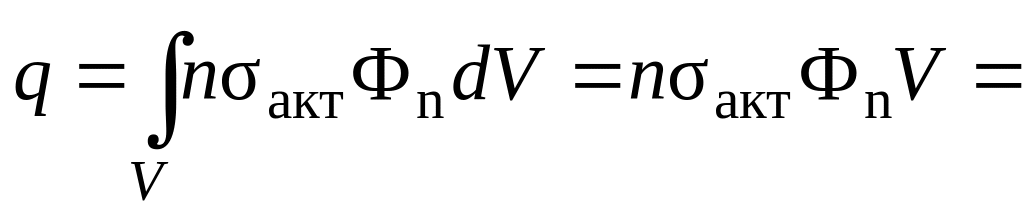 q = ∫_V nσ_акт Φ_n dV = nσ_акт Φ_n V =